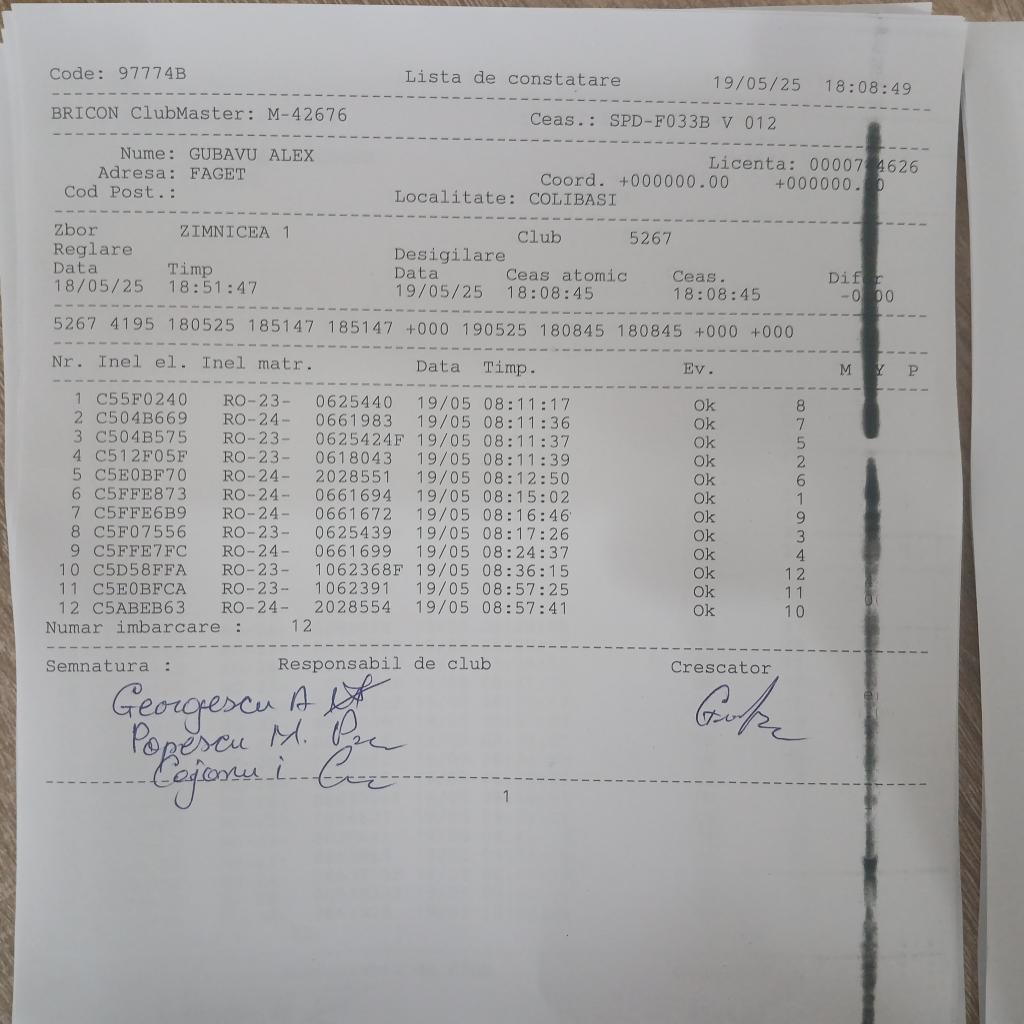 Code: 97774B Lista de constatare 19/05/25 18:08:49
BRICON ClubMaster: M-42676 Ceas.: SPD-F033B V 012
Nume: GUBAVU ALEX Licenta:
Adresa: FAGET Coord. +000000.00
Cod Post.: Localitate: COLIBASI
Zbor ZIMNICEA 1 Club 5267
Reglare Desigilare
Data Timp Data Ceas atomic Ceas.
18/05/25 18:51:47 19/05/25 18:08:45 18:08:45
5267 4195 180525 185147 185147 +000 190525 180845 180845 +000 +000
Nr. Inel el. Inel matr. Data Timp. Ev. M Y P
1 C55F0240 RO-23- 0625440 19/05 08:11:17 Ok 8
2 C504B669 RO-24- 0661983 19/05 08:11:36 Ok 7
3 C504B575 RO-23- 0625424F 19/05 08:11:37 Ok 5
4 C512F05F RO-23- 0618043 19/05 08:11:39 Ok 2
5 C5E0BF70 RO-24- 2028551 19/05 08:12:50 Ok 6
6 C5FFE873 RO-24- 0661694 19/05 08:15:02 Ok 1
7 C5FFE6B9 RO-24- 0661672 19/05 08:16:46 Ok 9
8 C5F07556 RO-23- 0625439 19/05 08:17:26 Ok 3
9 C5FFE7FC RO-24- 0661699 19/05 08:24:37 Ok 4
10 C5D58FFA RO-23- 1062368F 19/05 08:36:15 Ok 12
11 C5E0BFCA RO-23- 1062391 19/05 08:57:25 Ok 11
12 C5ABEB63 RO-24- 2028554 19/05 08:57:41 Ok 10
Numar imbarcare : 12
Semnatura : Responsabil de club Crescator
Georgescu A
Popescu M.
Cojanu i
1